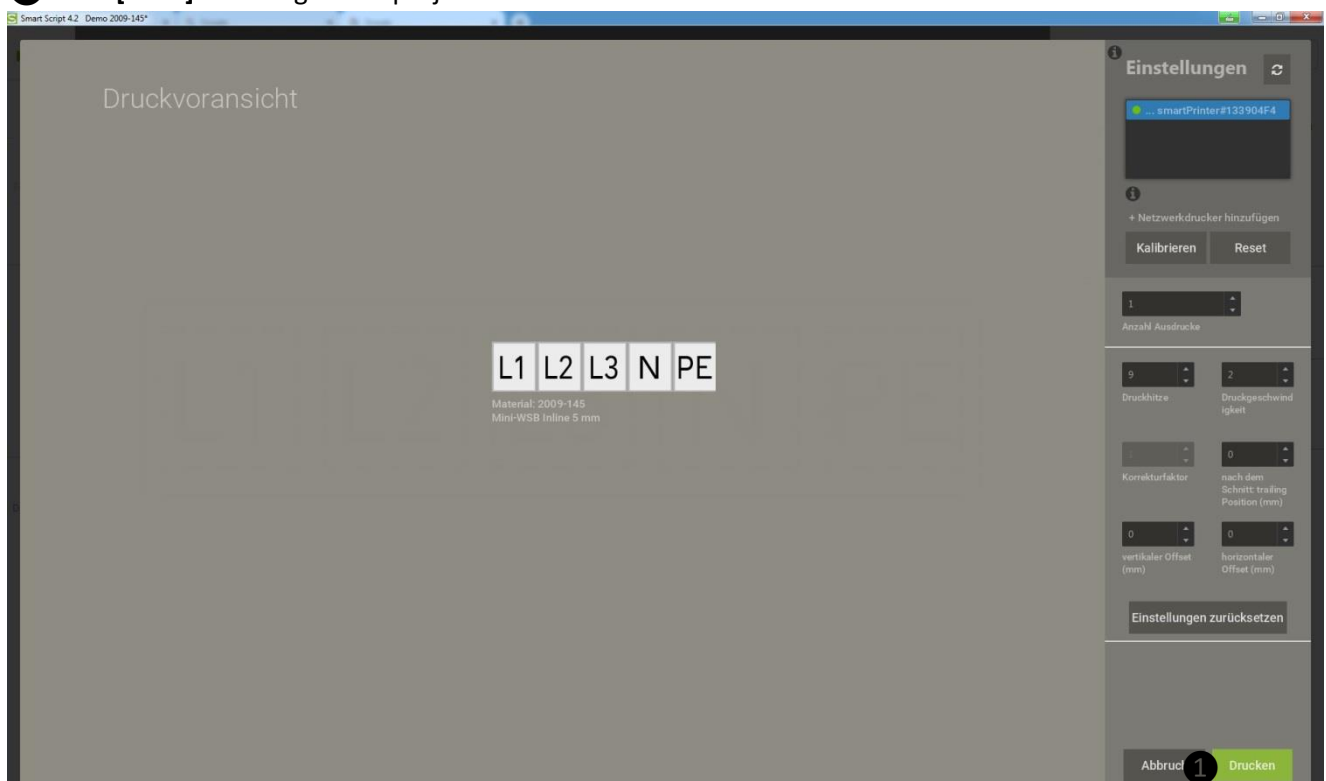 Smart Script 4.2 Demo 2009-145*
Druckvoransicht
L1 L2 L3 N PE
Material: 2009-145
Mini-WSB Inline 5 mm
Einstellungen
... smartPrinter#133904F4
+ Netzwerkdrucker hinzufügen
Kalibrieren Reset
1
Anzahl Ausdrucke
9 2
Druckhitze Druckgeschwind
igkeit
1 0
Korrekturfaktor nach dem
Schnitt: trailing
Position (mm)
0 0
vertikaler Offset horizontaler
(mm) Offset (mm)
Einstellungen zurücksetzen
Abbruch 1 Drucken